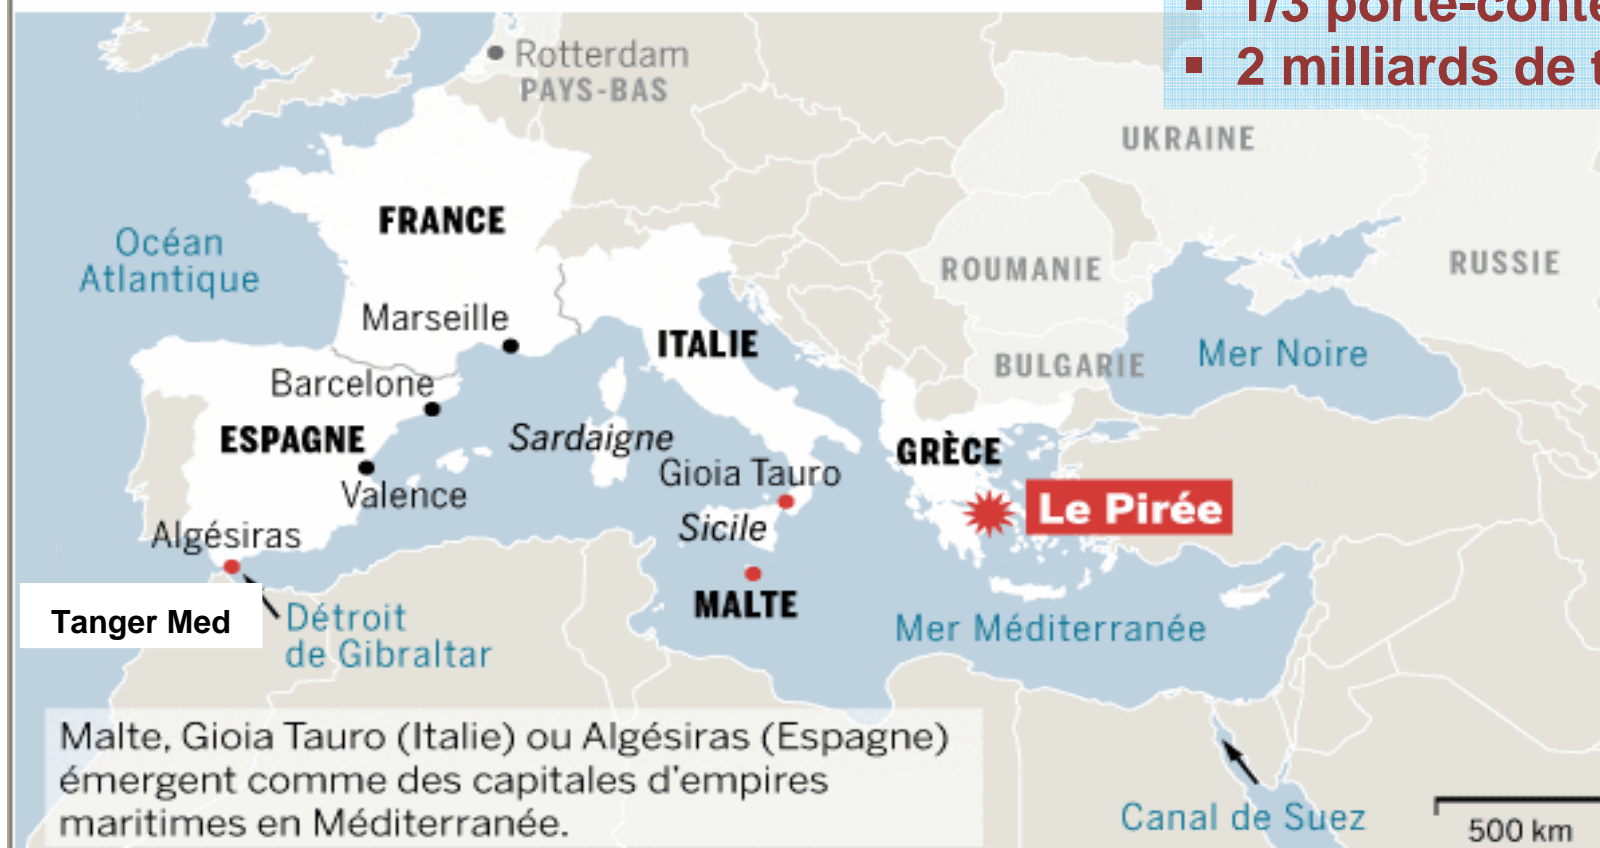 1/3
2 milliards de
Rotterdam
PAYS-BAS
UKRAINE
FRANCE
Océan
Atlantique
ROUMANIE
RUSSIE
Marseille
ITALIE
Mer Noire
BULGARIE
Barcelone
ESPAGNE
Sardaigne
GRÈCE
Gioia Tauro
Valence
Le Pirée
Sicile
Algésiras
MALTE
Tanger Med
Détroit
de Gibraltar
Mer Méditerranée
Malte, Gioia Tauro (Italie) ou Algésiras (Espagne)
émergent comme des capitales d'empires
maritimes en Méditerranée.
Canal de Suez
500 km